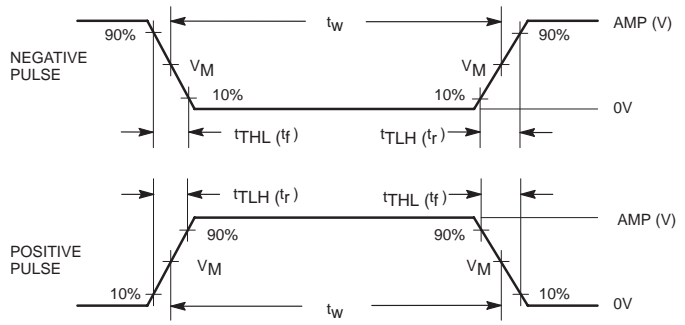 tw
AMP (V)
90%
90%
NEGATIVE
PULSE
VM
VM
10%
10%
0V
tTHL (tf)
tTLH (tr)
tTLH (tr)
tTHL (tf)
AMP (V)
90%
90%
POSITIVE
PULSE
VM
VM
10%
10%
0V
tw